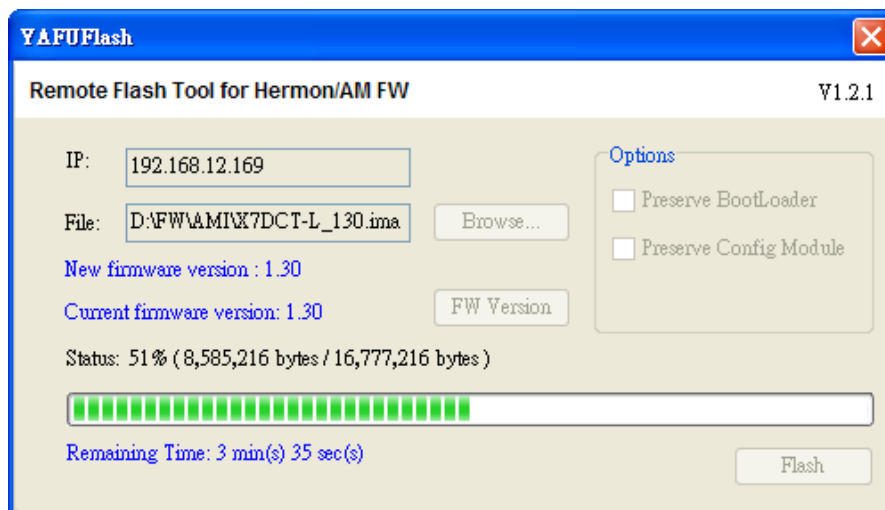 YAFUFlash
Remote Flash Tool for Hermon/AM FW V1.2.1
IP: 192.168.12.169
File: D:\FW\AMI\X7DCT-L_130.ima Browse...
New firmware version : 1.30
Current firmware version: 1.30 FW Version
Options
Preserve BootLoader
Preserve Config Module
Status: 51% ( 8,585,216 bytes / 16,777,216 bytes )
Remaining Time: 3 min(s) 35 sec(s)
Flash